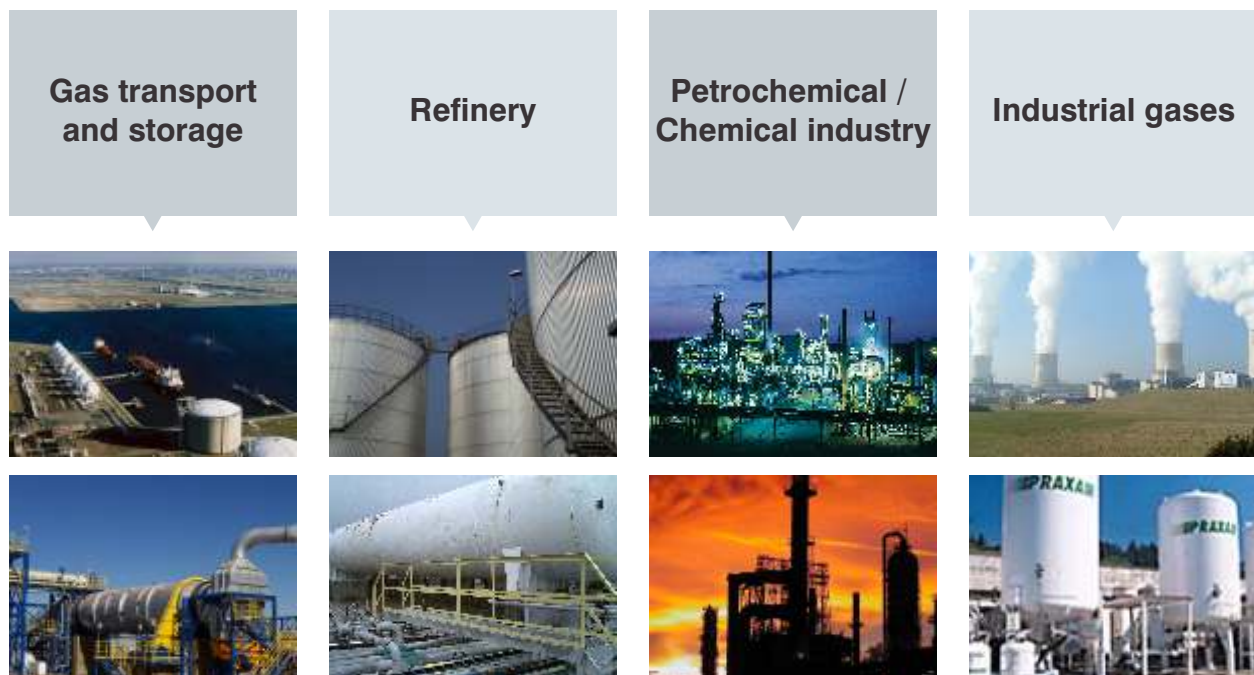 Gas transport
and storage
Refinery
Petrochemical /
Chemical industry
Industrial gases
PRAXAIR
PRAXAIR